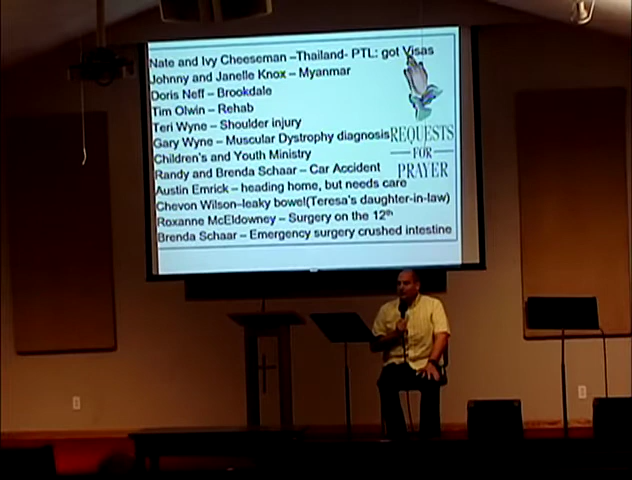 Nate and Ivy Cheeseman –Thailand- PTL: got Visas
Johnny and Janelle Knox – Myanmar
Doris Neff – Brookdale
Tim Olwin – Rehab
Teri Wyne – Shoulder injury
Gary Wyne – Muscular Dystrophy diagnosis
Children's and Youth Ministry
Randy and Brenda Schaar – Car Accident
Austin Emrick – heading home, but needs care
Chevon Wilson–leaky bowel(Teresa's daughter-in-law)
Roxanne McEldowney – Surgery on the 12th
Brenda Schaar – Emergency surgery crushed intestine
REQUESTS
— FOR —
PRAYER